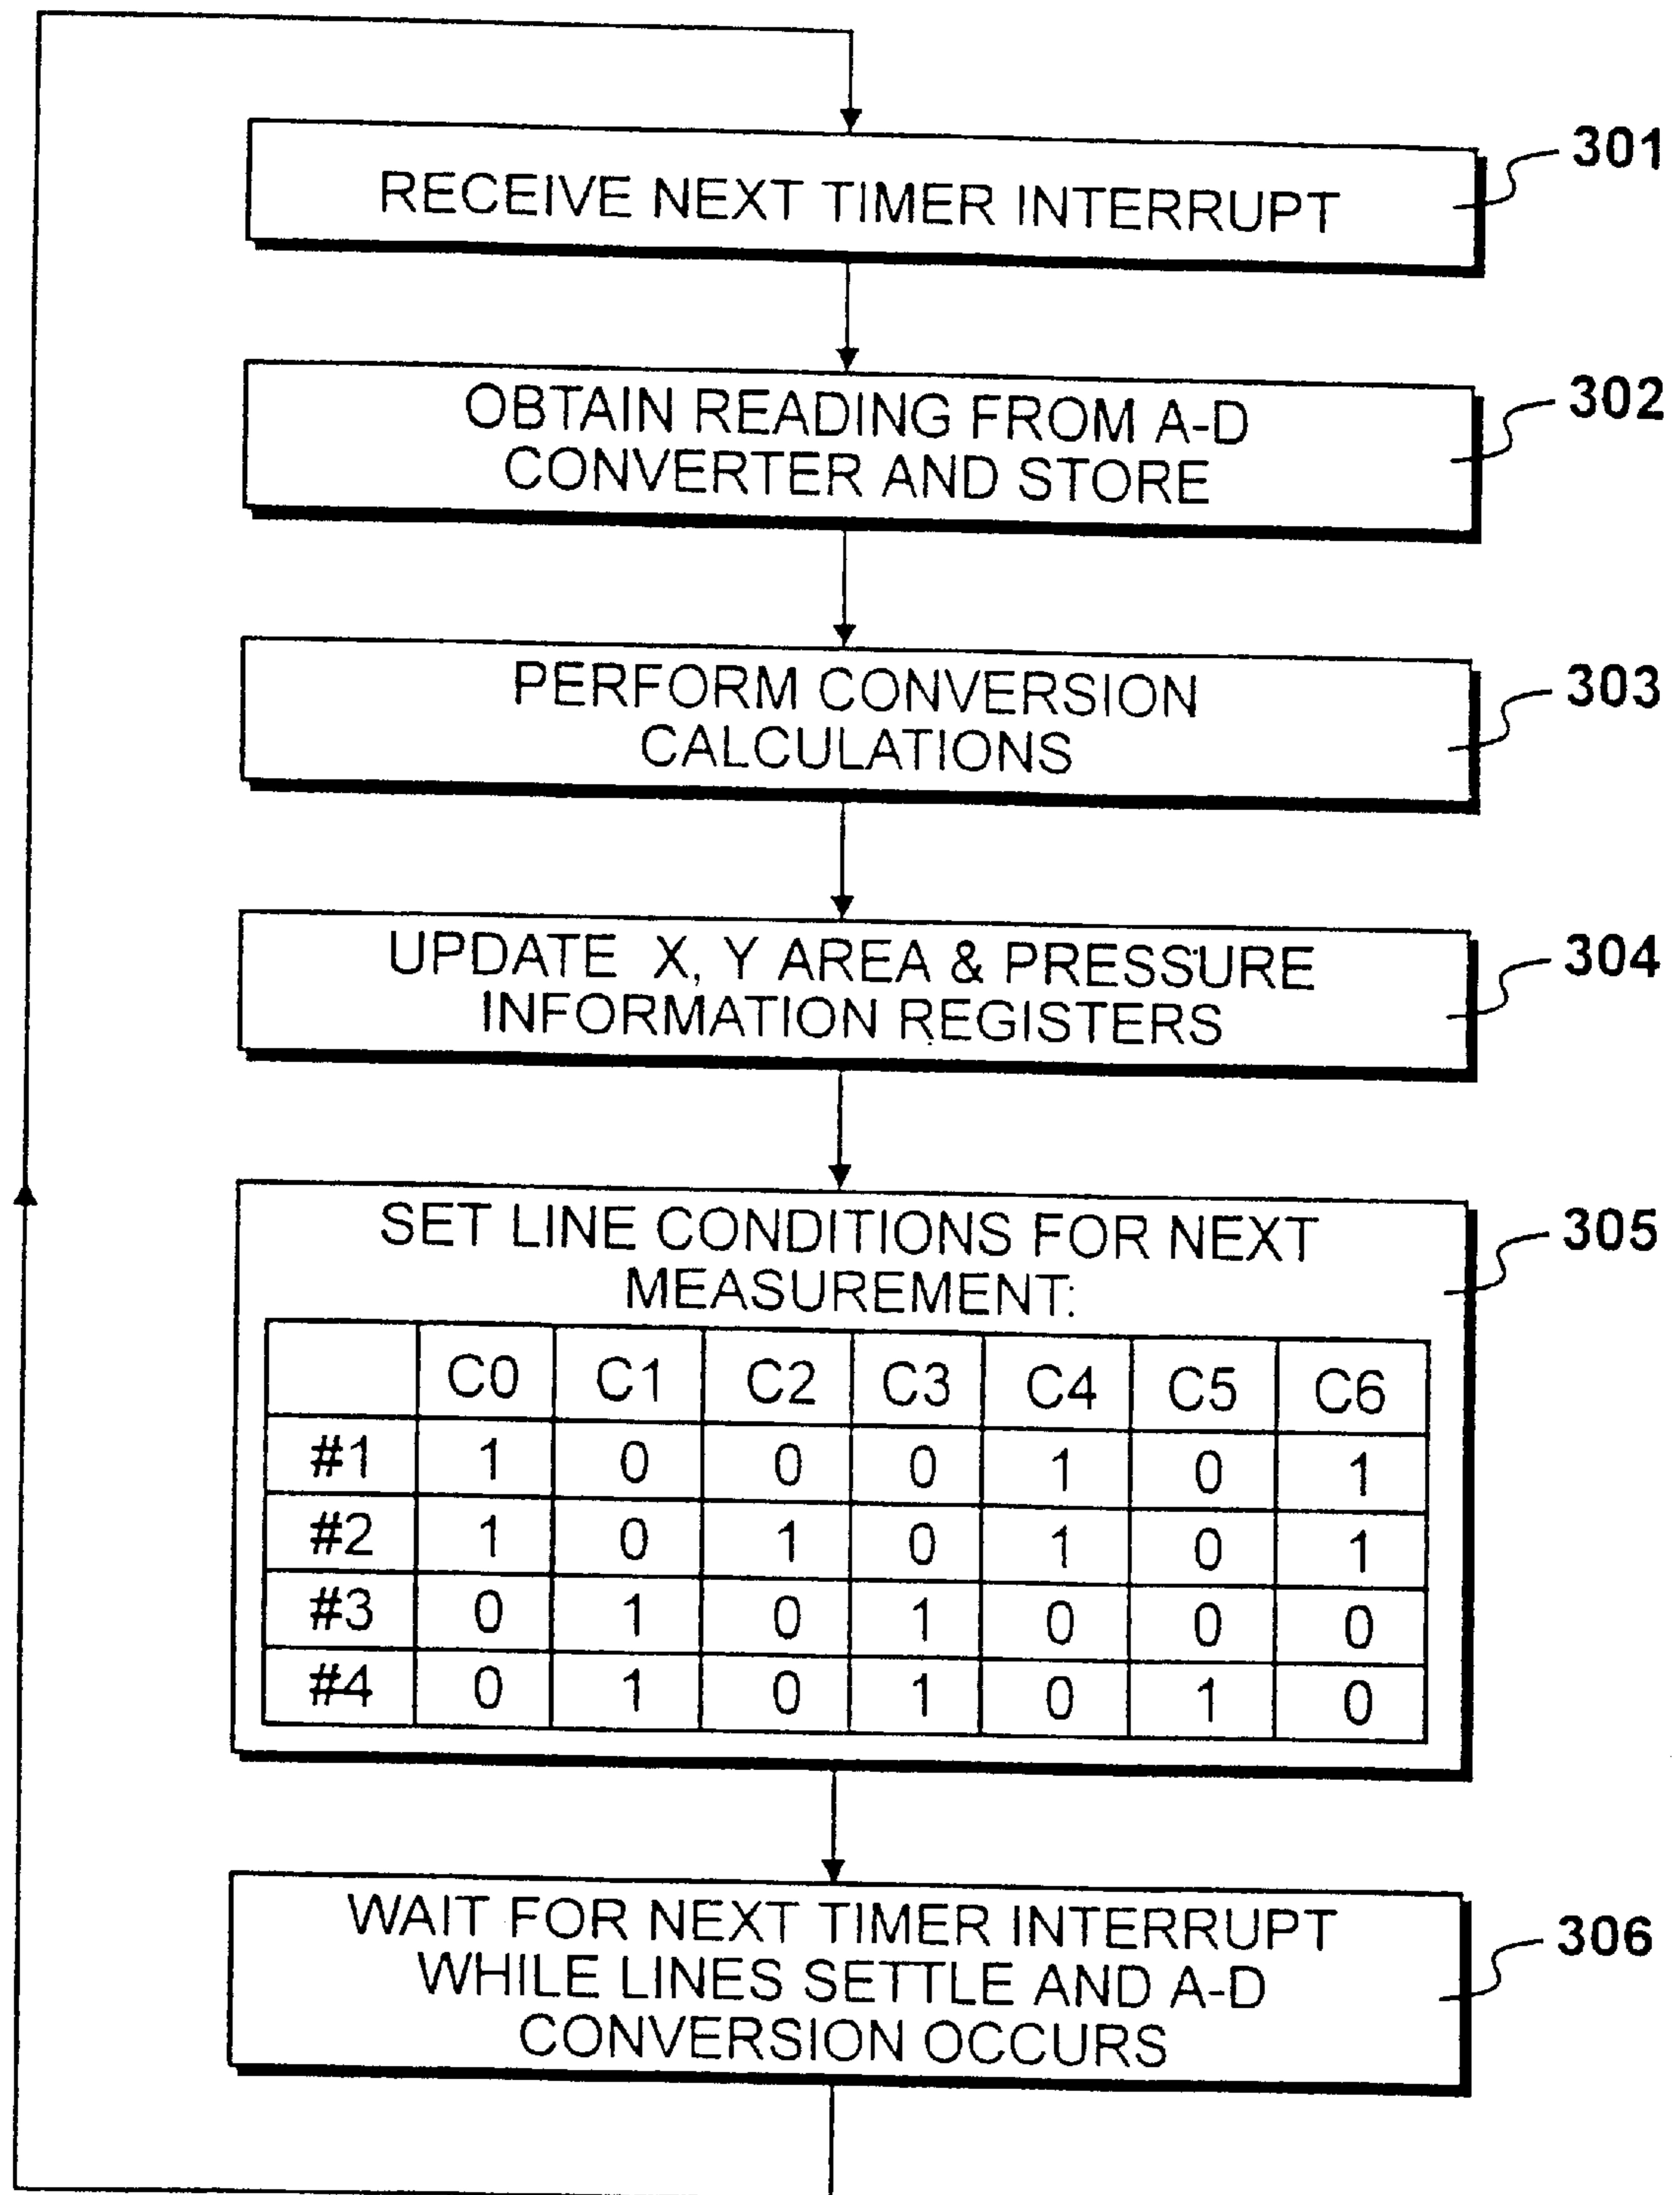 RECEIVE NEXT TIMER INTERRUPT
301
OBTAIN READING FROM A-D
CONVERTER AND STORE
302
PERFORM CONVERSION
CALCULATIONS
303
UPDATE X, Y AREA & PRESSURE
INFORMATION REGISTERS
304
SET LINE CONDITIONS FOR NEXT
MEASUREMENT:
305
C0 C1 C2 C3 C4 C5 C6
#1 1 0 0 0 1 0 1
#2 1 0 1 0 1 0 1
#3 0 1 0 1 0 0 0
#4 0 1 0 1 0 1 0
WAIT FOR NEXT TIMER INTERRUPT
WHILE LINES SETTLE AND A-D
CONVERSION OCCURS
306